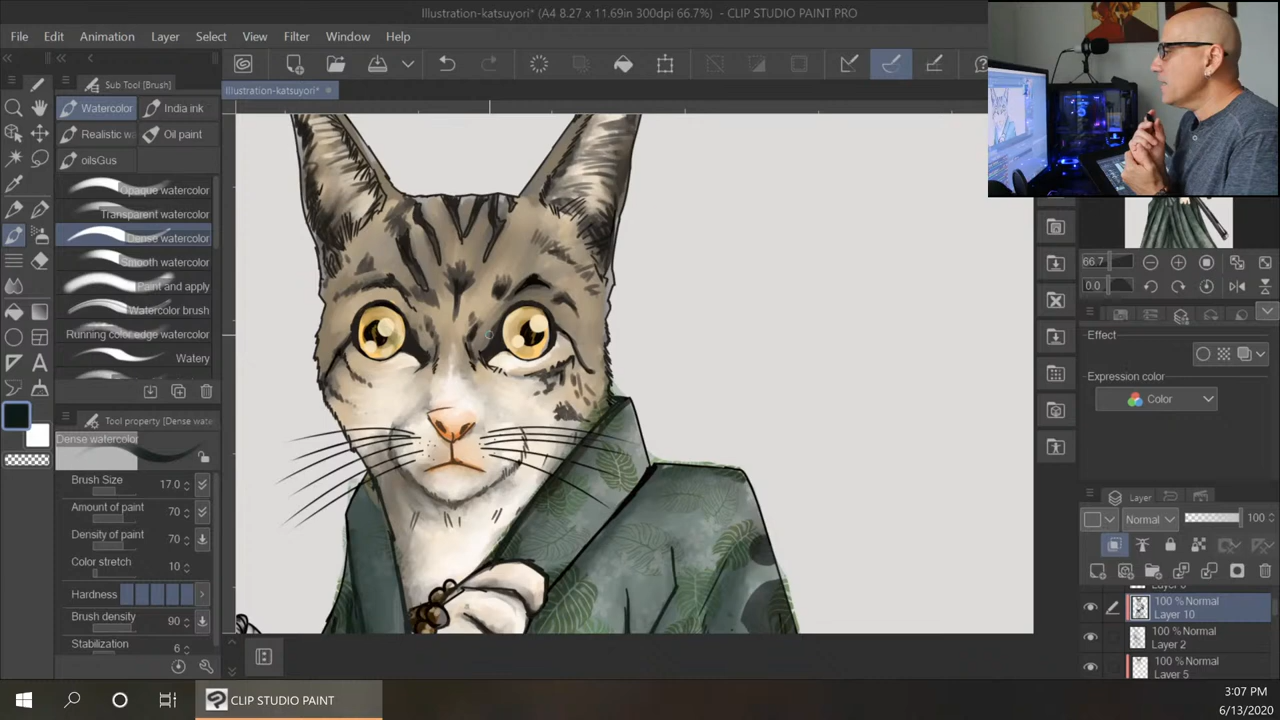 Illustration-katsuyori* (A4 8.27 x 11.69in 300dpi 66.7%) - CLIP STUDIO PAINT PRO
File Edit Animation Layer Select View Filter Window Help
Sub Tool [Brush]
Illustration-katsuyori*
Watercolor India ink
Realistic wa Oil paint
oilsGus
Opaque watercolor
Transparent watercolor
Dense watercolor
Smooth watercolor
Paint and apply
Watercolor brush
Running color edge watercolor
Watery
Tool property [Dense wate
Dense watercolor
Brush Size 17.0
Amount of paint 70
Density of paint 70
Color stretch 10
Hardness
Brush density 90
Stabilization 6
66.7
0.0
Effect
Expression color
Color
Layer
Normal 100
100 % Normal
Layer 10
100 % Normal
Layer 2
100 % Normal
Layer 5
CLIP STUDIO PAINT
3:07 PM
6/13/2020